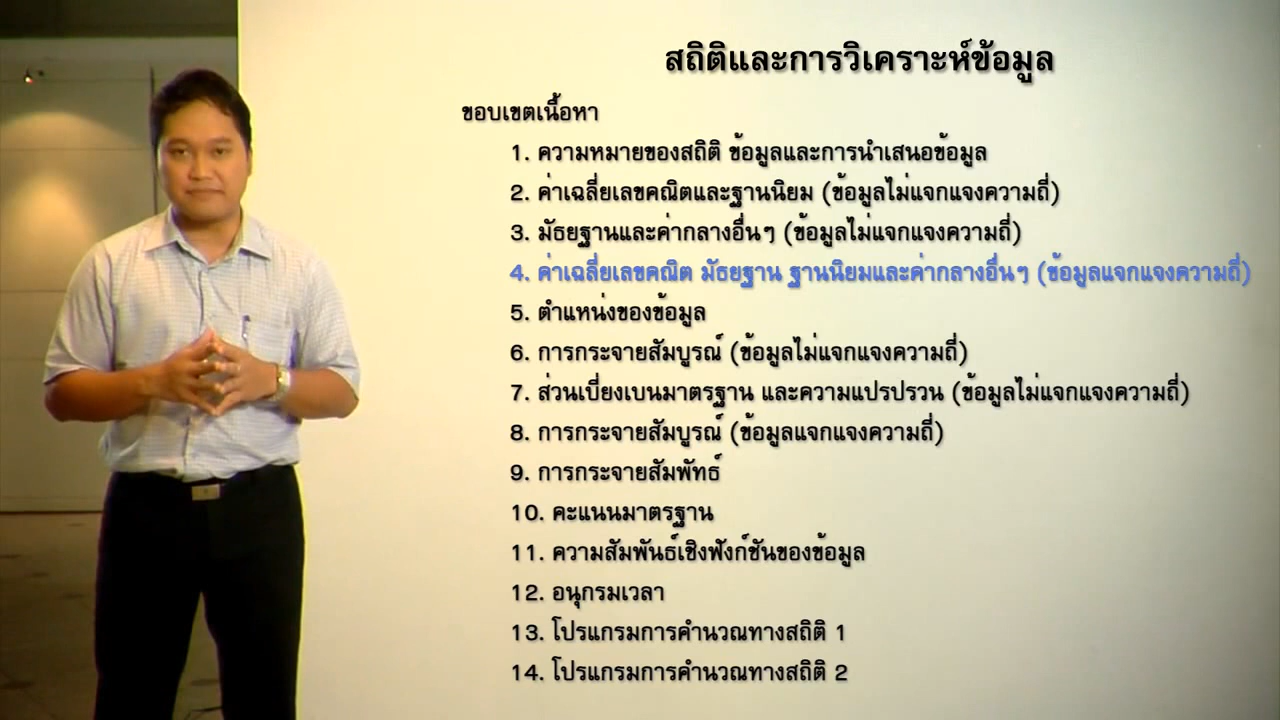 สถิติและการวิเคราะห์ข้อมูล
ขอบเขตเนื้อหา
1. ความหมายของสถิติ ข้อมูลและการนำเสนอข้อมูล
2. ค่าเฉลี่ยเลขคณิตและฐานนิยม (ข้อมูลไม่แจกแจงความถี่)
3. มัธยฐานและค่ากลางอื่นๆ (ข้อมูลไม่แจกแจงความถี่)
4. ค่าเฉลี่ยเลขคณิต มัธยฐาน ฐานนิยมและค่ากลางอื่นๆ (ข้อมูลแจกแจงความถี่)
5. ตำแหน่งของข้อมูล
6. การกระจายสัมบูรณ์ (ข้อมูลไม่แจกแจงความถี่)
7. ส่วนเบี่ยงเบนมาตรฐาน และความแปรปรวน (ข้อมูลไม่แจกแจงความถี่)
8. การกระจายสัมบูรณ์ (ข้อมูลแจกแจงความถี่)
9. การกระจายสัมพัทธ์
10. คะแนนมาตรฐาน
11. ความสัมพันธ์เชิงฟังก์ชันของข้อมูล
12. อนุกรมเวลา
13. โปรแกรมการคำนวณทางสถิติ 1
14. โปรแกรมการคำนวณทางสถิติ 2